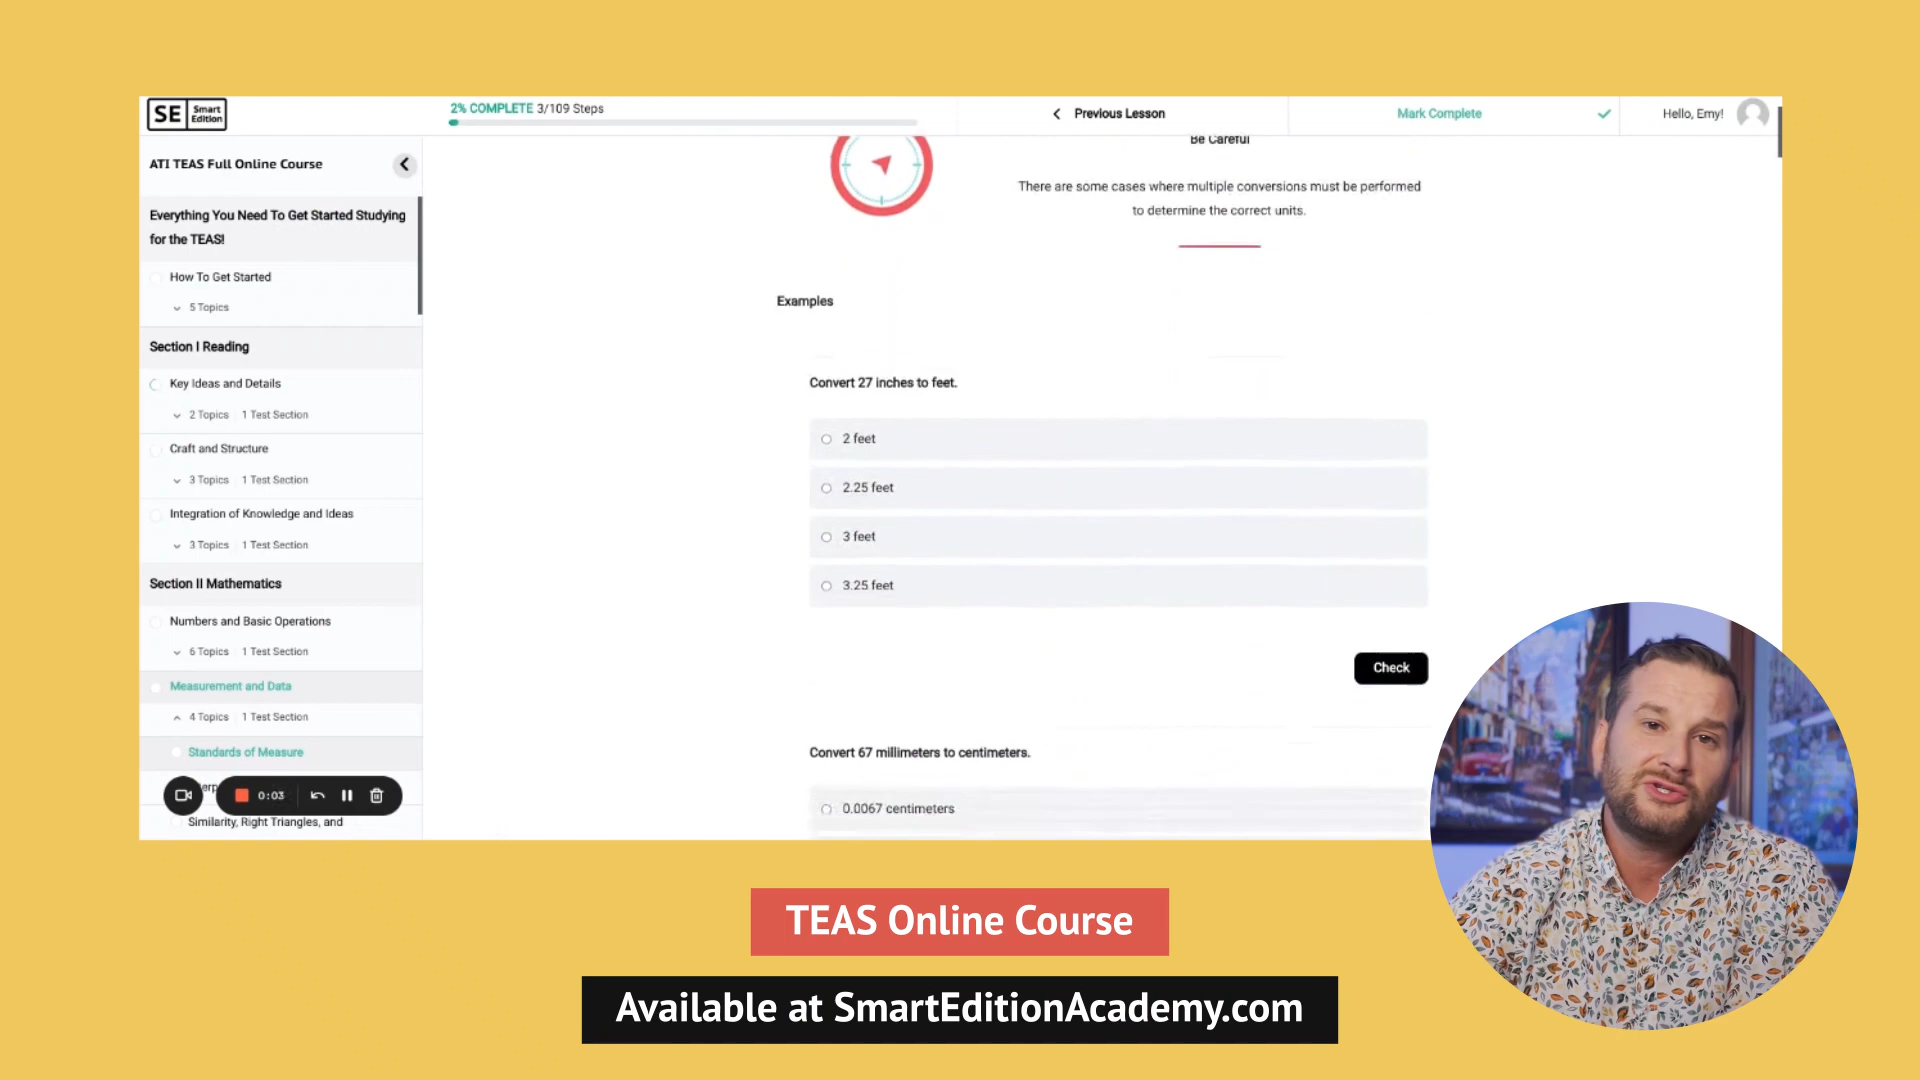 SE Smart Edition
2% COMPLETE 3/109 Steps
Previous Lesson
Mark Complete
Hello, Emy!
ATI TEAS Full Online Course
Everything You Need To Get Started Studying
for the TEAS!
How To Get Started
5 Topics
Section I Reading
Key Ideas and Details
2 Topics 1 Test Section
Craft and Structure
3 Topics 1 Test Section
Integration of Knowledge and Ideas
3 Topics 1 Test Section
Section II Mathematics
Numbers and Basic Operations
6 Topics 1 Test Section
Measurement and Data
4 Topics 1 Test Section
Standards of Measure
0:03
Similarity, Right Triangles, and
Be Careful
There are some cases where multiple conversions must be performed
to determine the correct units.
Examples
Convert 27 inches to feet.
2 feet
2.25 feet
3 feet
3.25 feet
Check
Convert 67 millimeters to centimeters.
0.0067 centimeters
TEAS Online Course
Available at SmartEditionAcademy.com